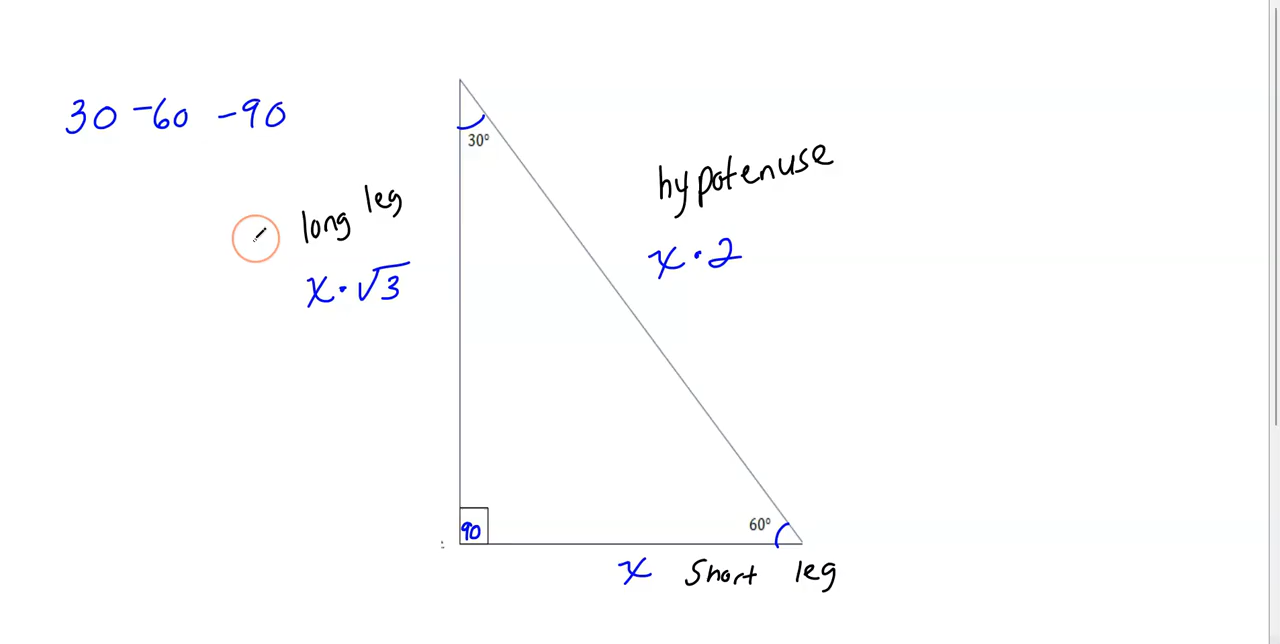 30 -60 -90
30°
hypotenuse
long leg
x · 2
x · √3
60°
90
x short leg